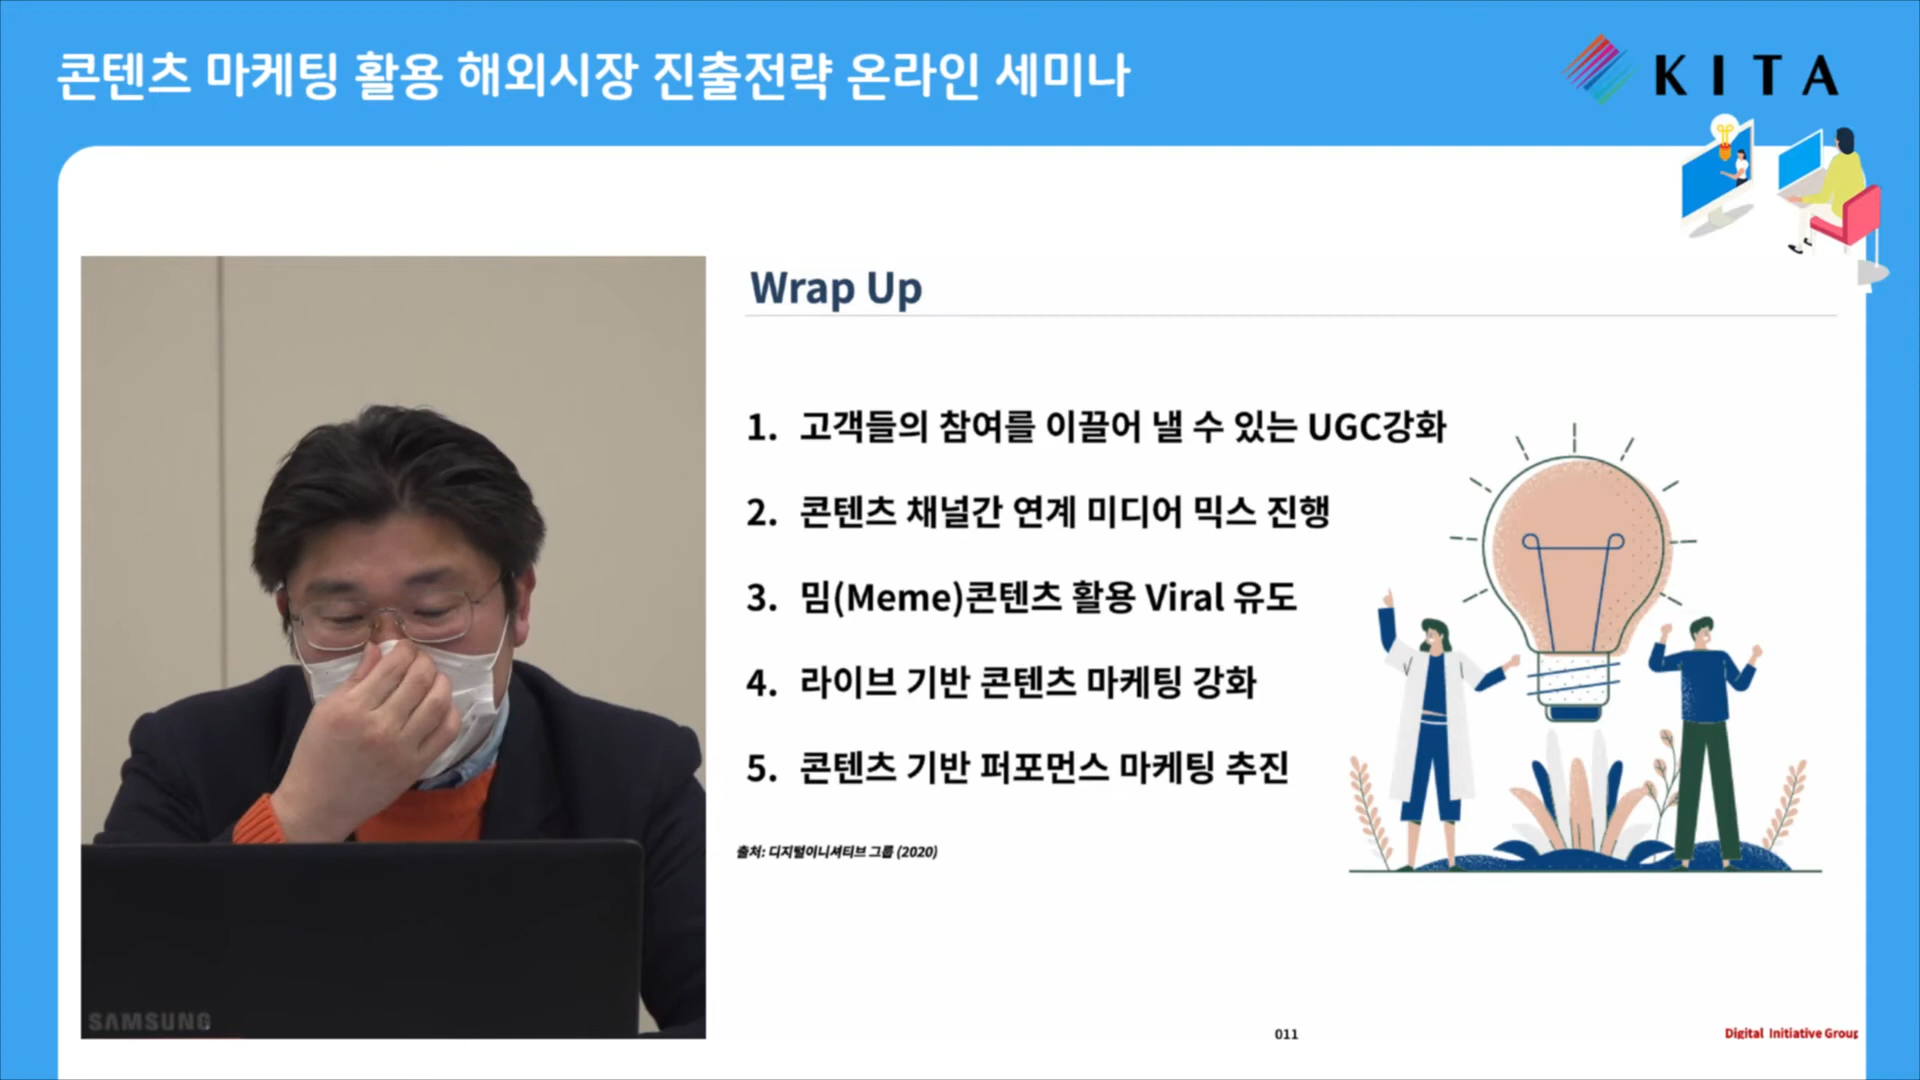 콘텐츠 마케팅 활용 해외시장 진출전략 온라인 세미나
KITA
Wrap Up
1. 고객들의 참여를 이끌어 낼 수 있는 UGC강화
2. 콘텐츠 채널간 연계 미디어 믹스 진행
3. 밈(Meme)콘텐츠 활용 Viral 유도
4. 라이브 기반 콘텐츠 마케팅 강화
5. 콘텐츠 기반 퍼포먼스 마케팅 추진
출처: 디지털이니셔티브 그룹 (2020)
SAMSUNG
011
Digital Initiative Group